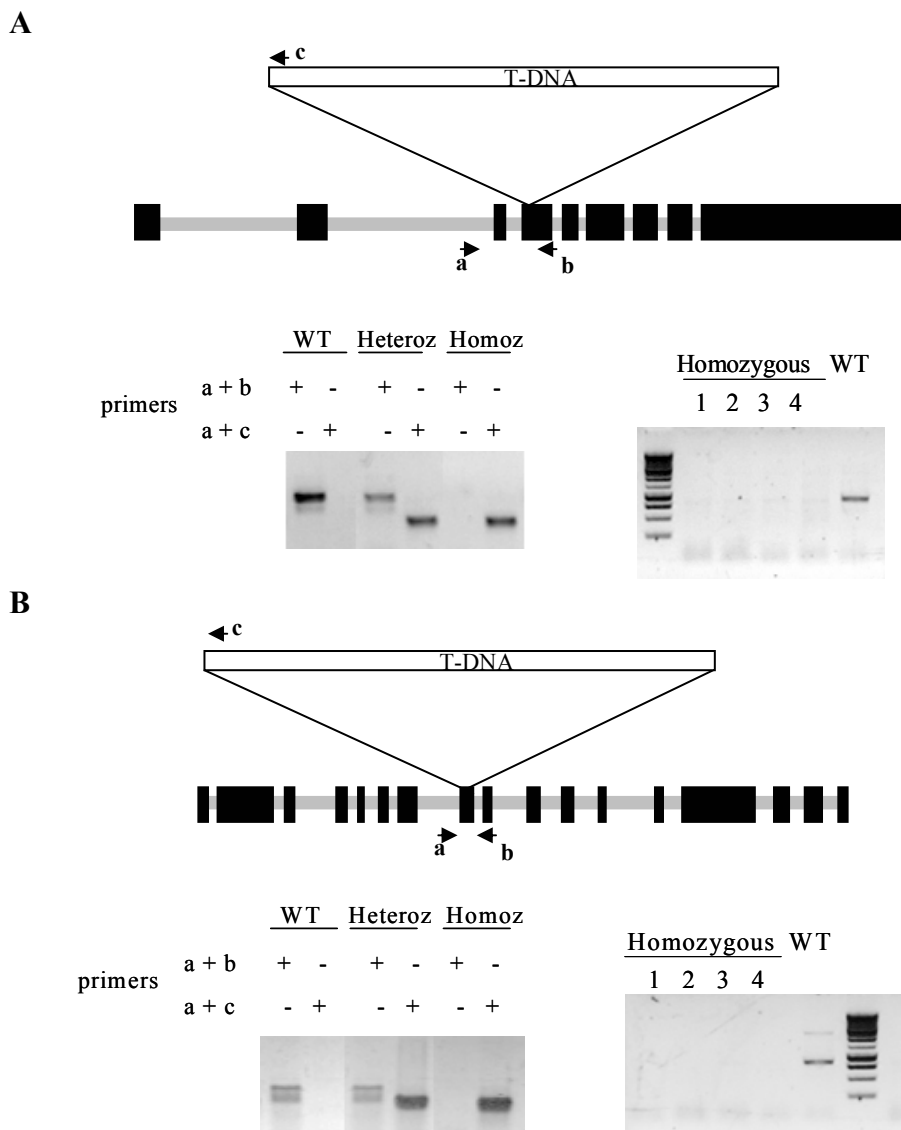 A
c
T-DNA
a
b
WT Heteroz Homoz
a + b + - + - + -
primers
a + c - + - + - +
Homozygous WT
1 2 3 4
B
c
T-DNA
a
b
WT Heteroz Homoz
a + b + - + - + -
primers
a + c - + - + - +
Homozygous WT
1 2 3 4